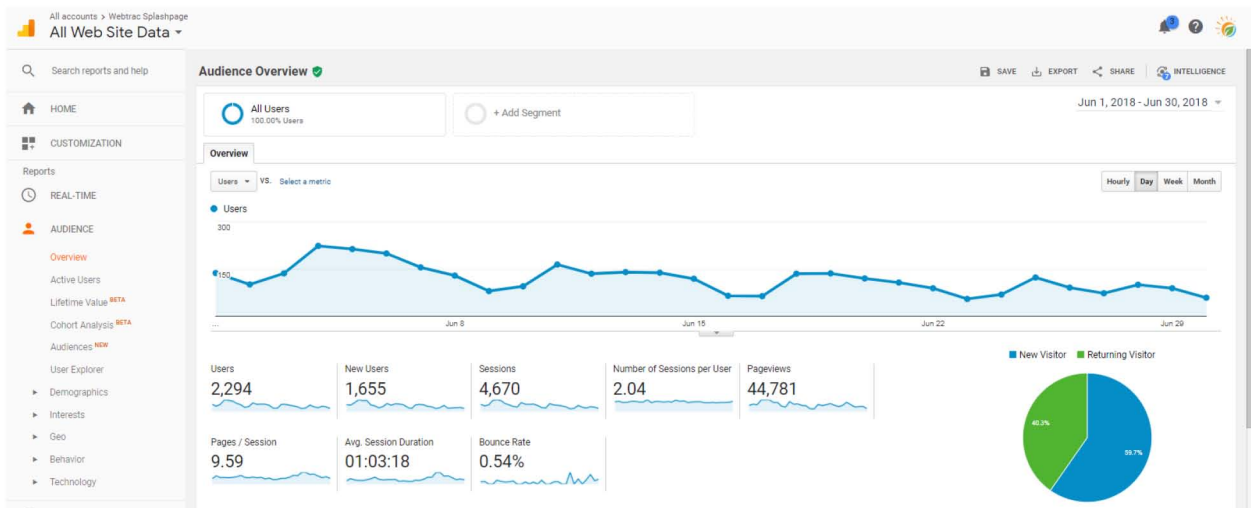 All accounts > Webtrac Splashpage
All Web Site Data
3
Search reports and help
HOME
CUSTOMIZATION
Reports
REAL-TIME
AUDIENCE
Overview
Active Users
Lifetime Value BETA
Cohort Analysis BETA
Audiences NEW
User Explorer
Demographics
Interests
Geo
Behavior
Technology
Audience Overview
SAVE
EXPORT
SHARE
INTELLIGENCE
All Users
100.00% Users
+ Add Segment
Jun 1, 2018 - Jun 30, 2018
Overview
Users VS. Select a metric
Hourly Day Week Month
Users
300
150
... Jun 8 Jun 15 Jun 22 Jun 29
Users New Users Sessions Number of Sessions per User Pageviews
2,294 1,655 4,670 2.04 44,781
Pages / Session Avg. Session Duration Bounce Rate
9.59 01:03:18 0.54%
New Visitor Returning Visitor
40.3%
59.7%